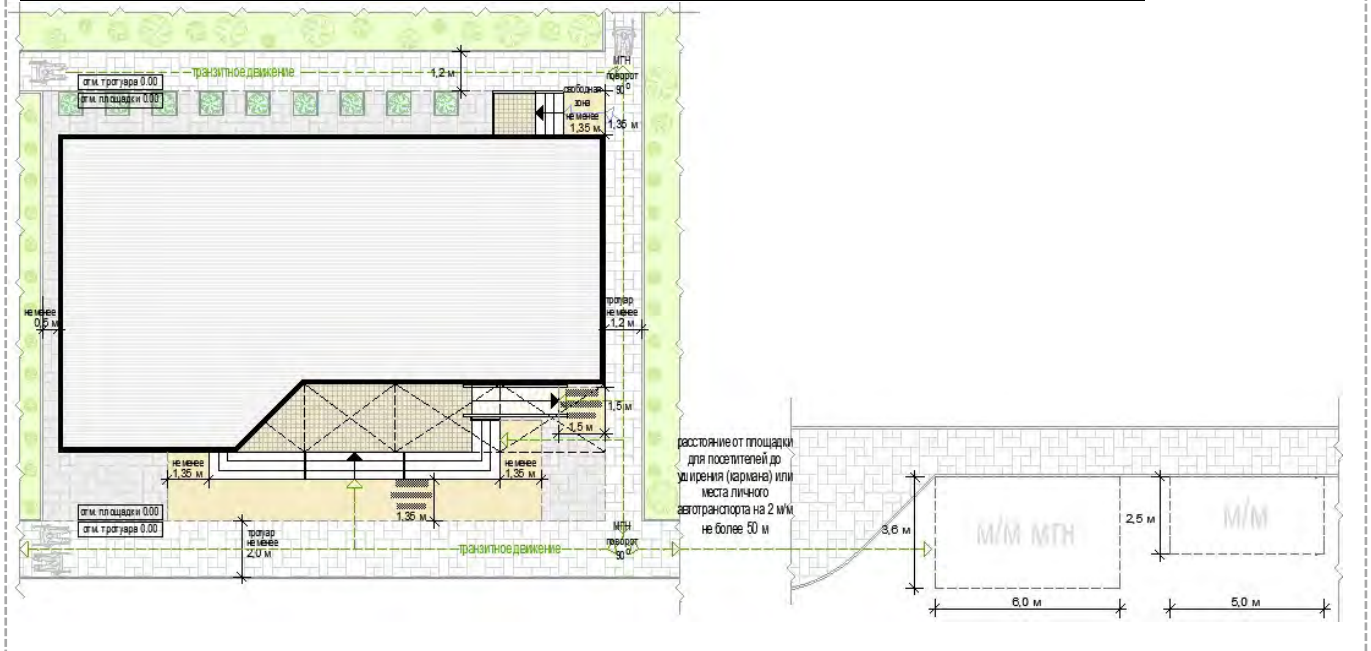 транзитное движение
1,2 м
отм. тротуара 0.00
отм. площадки 0.00
МГН
поворот
90°
свободная
зона
не менее
1,35 м
1,35 м
не менее
0,5 м
тротуар
не менее
1,2 м
1,5 м
1,5 м
не менее
1,35 м
не менее
1,35 м
1,35 м
отм. площадки 0.00
отм. тротуара 0.00
тротуар
не менее
2,0 м
транзитное движение
МГН
поворот
90°
расстояние от площадки
для посетителей до
уширения (кармана) или
места личного
автотранспорта на 2 м/м
не более 50 м
3,6 м
М/М МГН
6,0 м
2,5 м
М/М
5,0 м